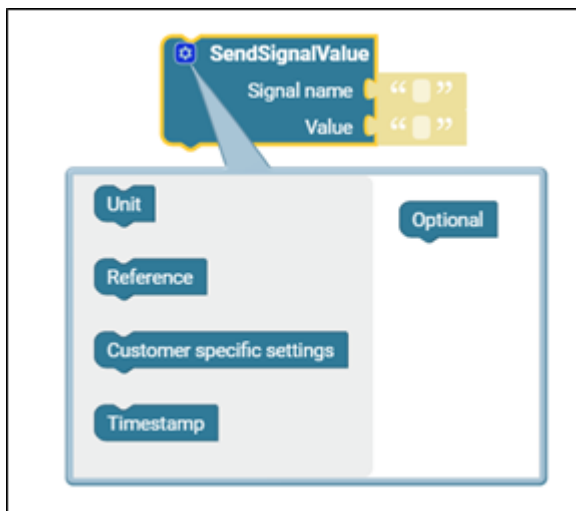 SendSignalValue
Signal name “ ”
Value “ ”
Unit
Optional
Reference
Customer specific settings
Timestamp